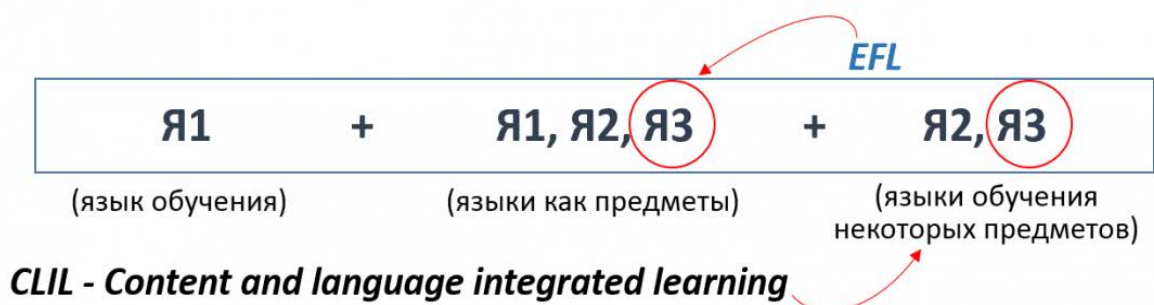 EFL
Я1 + Я1, Я2, Я3 + Я2, Я3
(язык обучения) (языки как предметы) (языки обучения
некоторых предметов)
CLIL - Content and language integrated learning